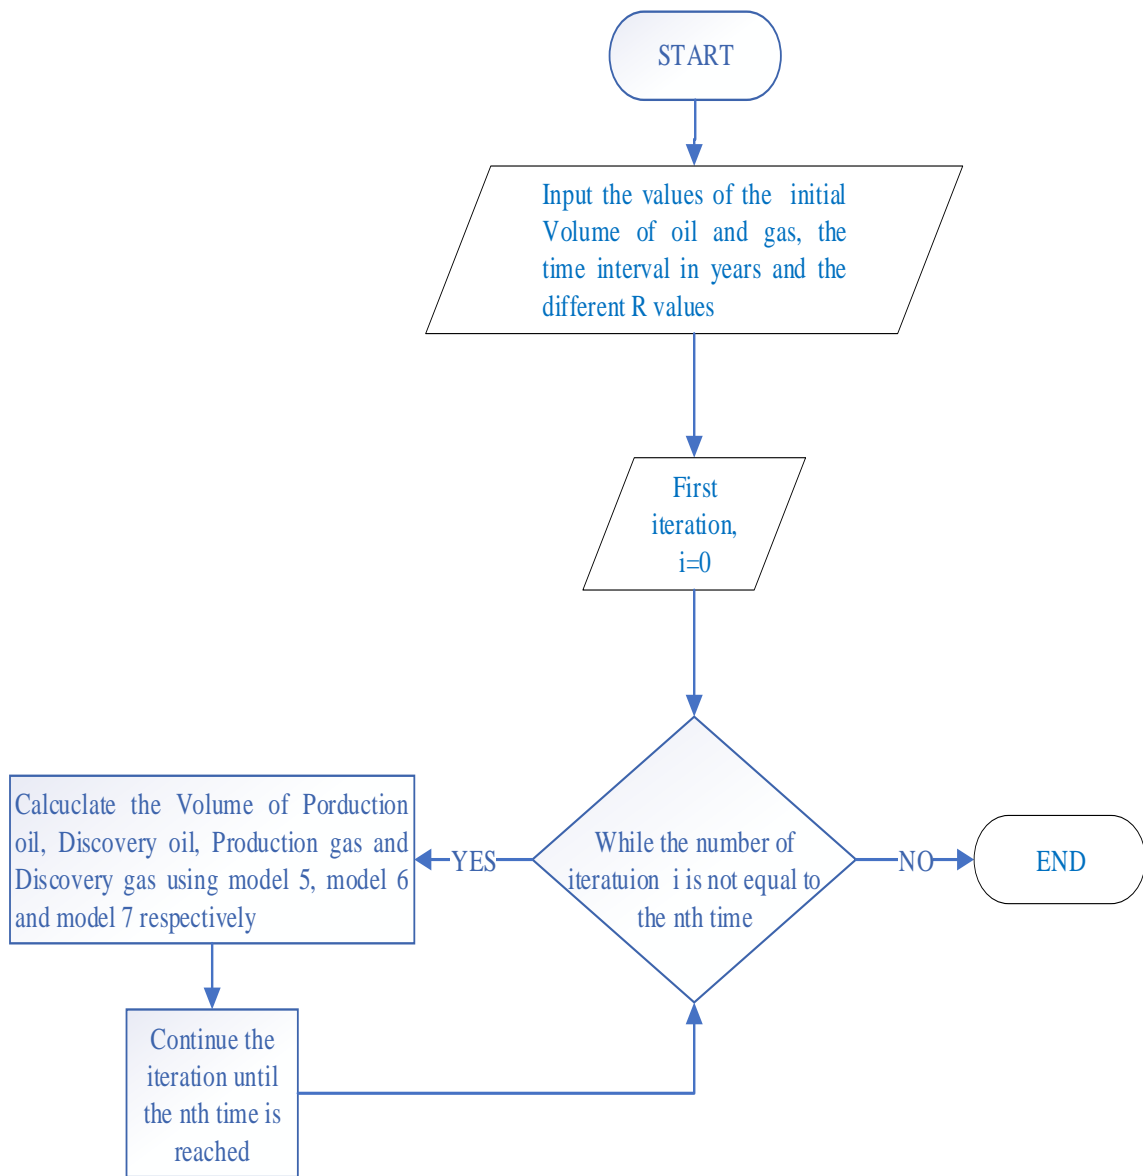 START
Input the values of the initial
Volume of oil and gas, the
time interval in years and the
different R values
First
iteration,
i=0
While the number of
iteratuion i is not equal to
the nth time
YES
NO
END
Calcuclate the Volume of Porduction
oil, Discovery oil, Production gas and
Discovery gas using model 5, model 6
and model 7 respectively
Continue the
iteration until
the nth time is
reached